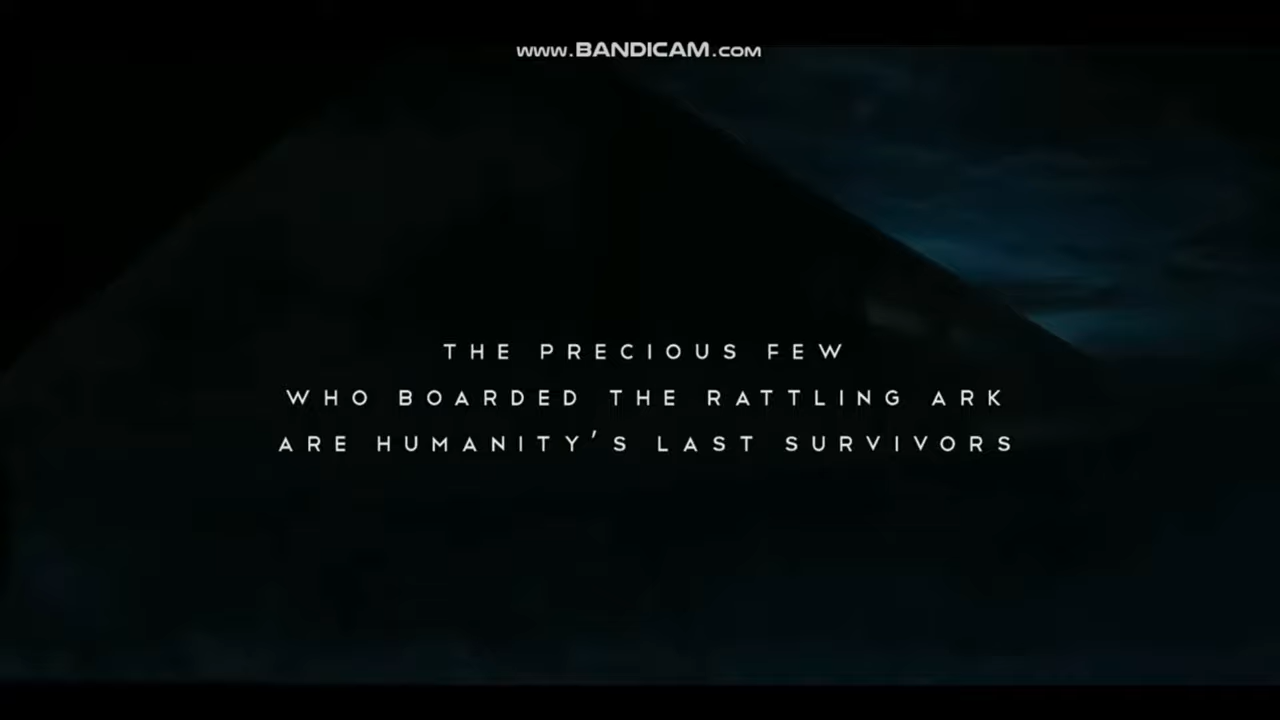 www.BANDICAM.com
THE PRECIOUS FEW
WHO BOARDED THE RATTLING ARK
ARE HUMANITY'S LAST SURVIVORS